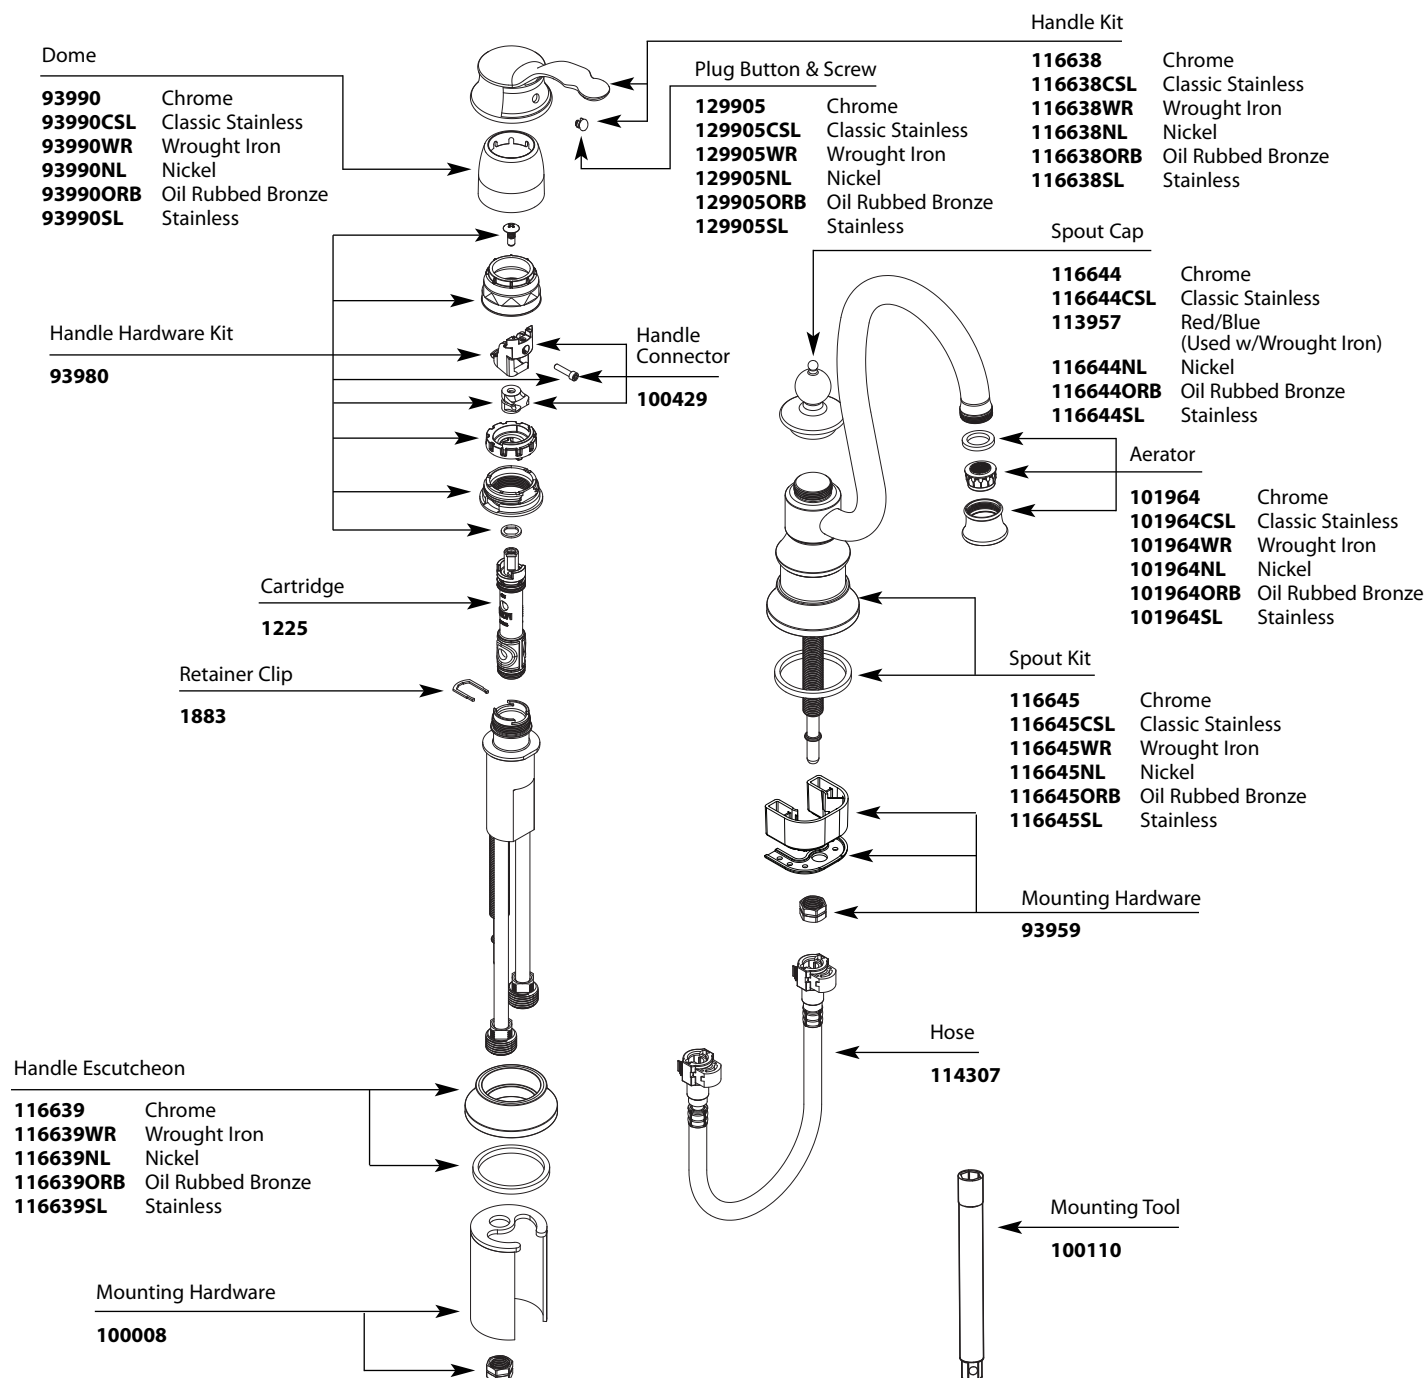 Dome
93990 Chrome
93990CSL Classic Stainless
93990WR Wrought Iron
93990NL Nickel
93990ORB Oil Rubbed Bronze
93990SL Stainless
Plug Button & Screw
129905 Chrome
129905CSL Classic Stainless
129905WR Wrought Iron
129905NL Nickel
129905ORB Oil Rubbed Bronze
129905SL Stainless
Handle Kit
116638 Chrome
116638CSL Classic Stainless
116638WR Wrought Iron
116638NL Nickel
116638ORB Oil Rubbed Bronze
116638SL Stainless
Spout Cap
116644 Chrome
116644CSL Classic Stainless
113957 Red/Blue
(Used w/Wrought Iron)
116644NL Nickel
116644ORB Oil Rubbed Bronze
116644SL Stainless
Handle Hardware Kit
93980
Handle
Connector
100429
Aerator
101964 Chrome
101964CSL Classic Stainless
101964WR Wrought Iron
101964NL Nickel
101964ORB Oil Rubbed Bronze
101964SL Stainless
Cartridge
1225
Retainer Clip
1883
Spout Kit
116645 Chrome
116645CSL Classic Stainless
116645WR Wrought Iron
116645NL Nickel
116645ORB Oil Rubbed Bronze
116645SL Stainless
Mounting Hardware
93959
Hose
114307
Handle Escutcheon
116639 Chrome
116639WR Wrought Iron
116639NL Nickel
116639ORB Oil Rubbed Bronze
116639SL Stainless
Mounting Tool
100110
Mounting Hardware
100008